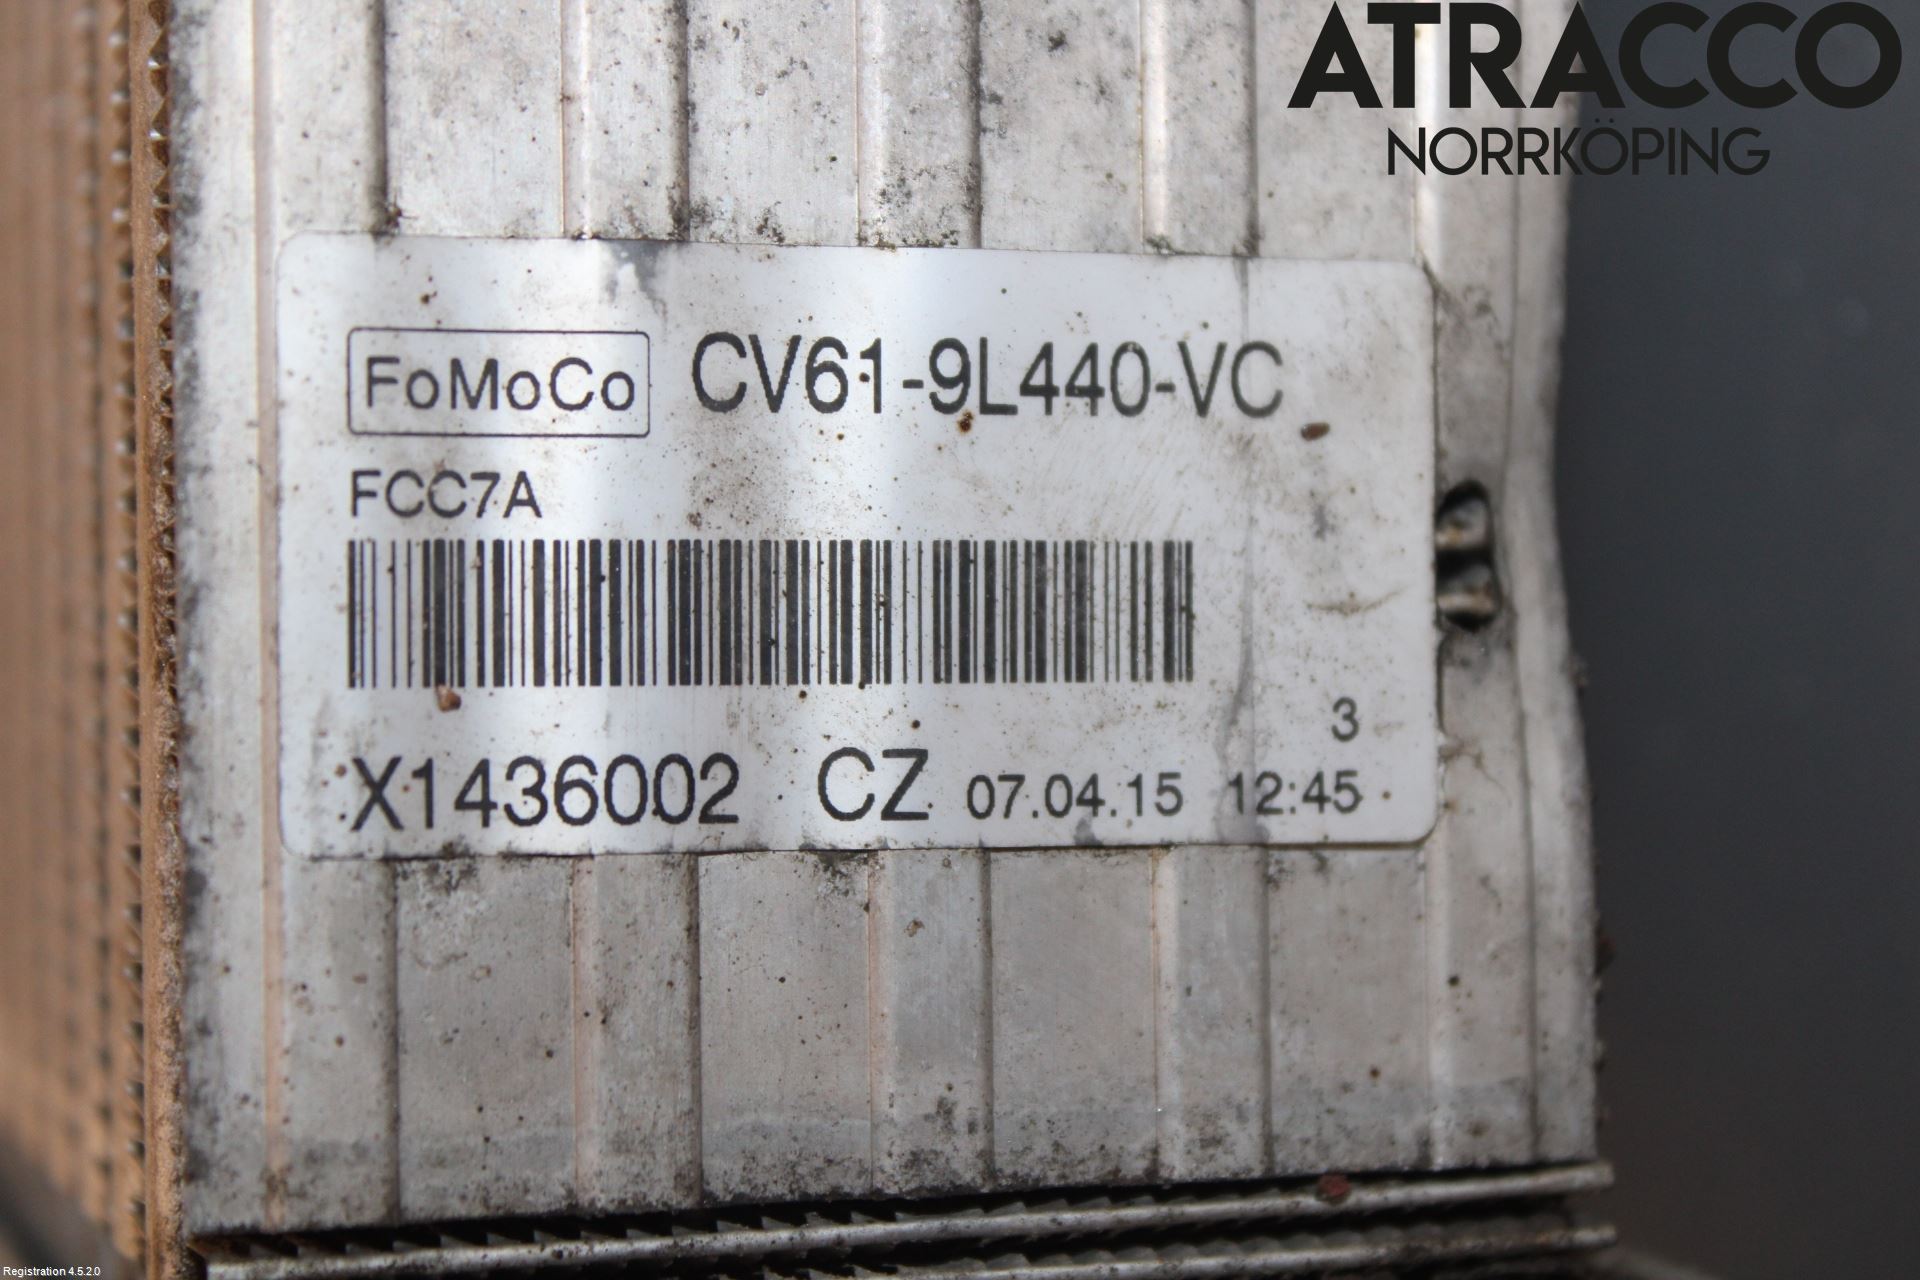 ATRACCO
NORRKÖPING
FoMoCo CV61-9L440-VC
FCC7A
3
X1436002 CZ 07.04.15 12:45
Registration 4.5.2.0